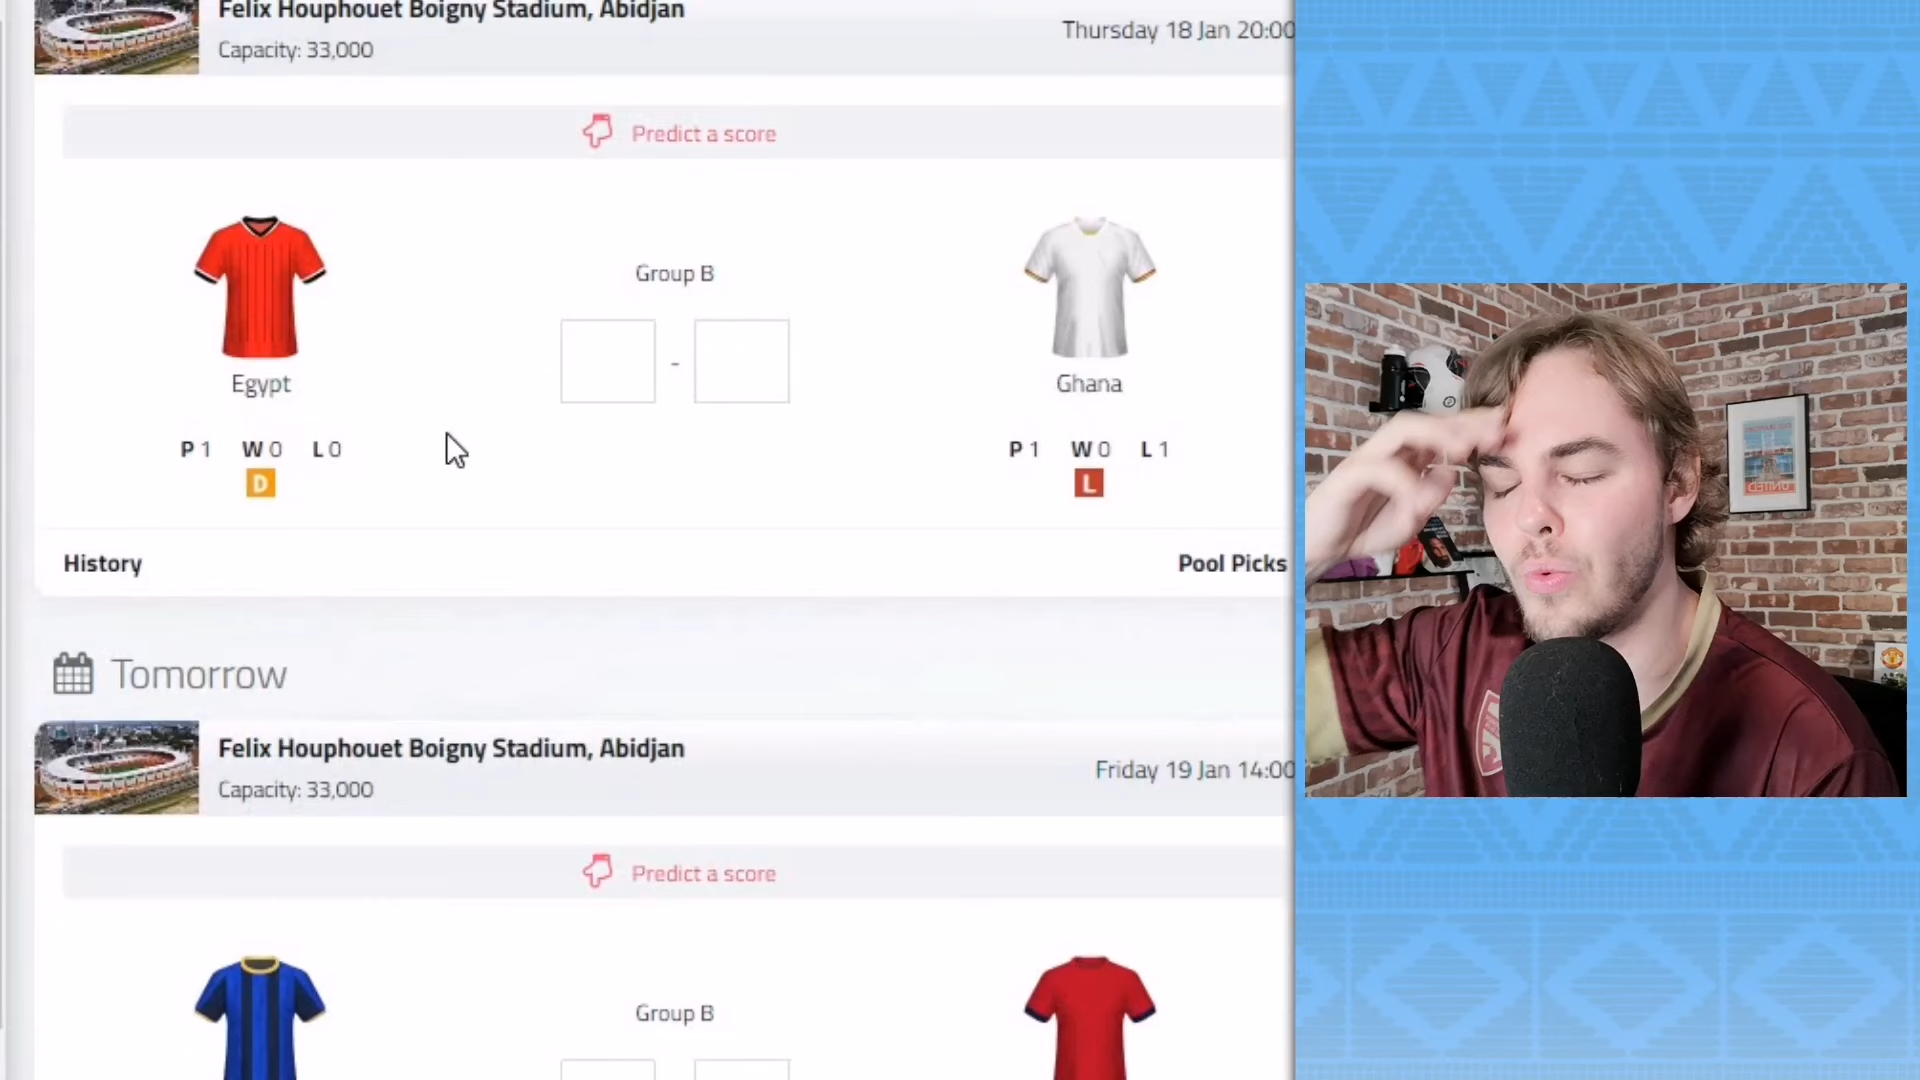 Felix Houphouet Boigny Stadium, Abidjan
Capacity: 33,000
Thursday 18 Jan 20:00
Predict a score
Group B
-
Egypt
Ghana
P 1 W 0 L 0
P 1 W 0 L 1
D
L
History
Pool Picks
Tomorrow
Felix Houphouet Boigny Stadium, Abidjan
Capacity: 33,000
Friday 19 Jan 14:00
Predict a score
Group B
UNITED